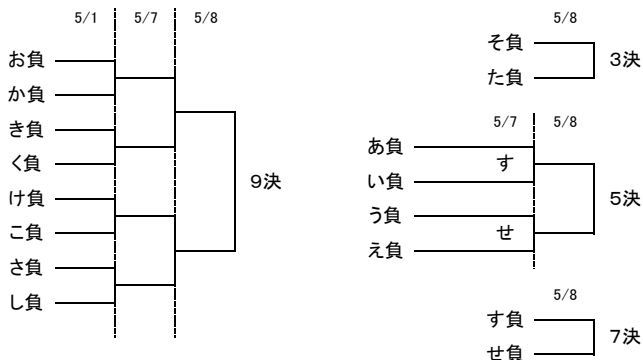 5/1 5/7 5/8
お負
か負
き負
く負
け負
こ負
さ負
し負
9決
5/8
そ負
た負
3決
5/7 5/8
あ負
い負
う負
え負
す
せ
5決
5/8
す負
せ負
7決